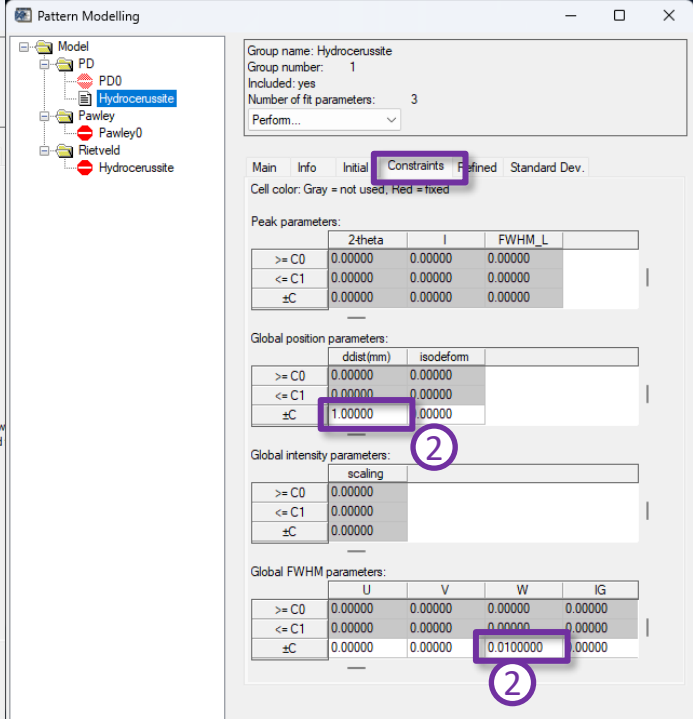 Pattern Modelling
Model
PD
PD0
Hydrocerussite
Pawley
Pawley0
Rietveld
Hydrocerussite
Group name: Hydrocerussite
Group number: 1
Included: yes
Number of fit parameters: 3
Perform...
Main Info Initial Constraints Refined Standard Dev.
Cell color: Gray = not used, Red = fixed
Peak parameters:
2-theta I FWHM_L
>= C0 0.00000 0.00000 0.00000
<= C1 0.00000 0.00000 0.00000
±C 0.00000 0.00000 0.00000
Global position parameters:
ddist(mm) isodeform
>= C0 0.00000 0.00000
<= C1 0.00000 0.00000
±C 1.00000 0.00000
2
Global intensity parameters:
scaling
>= C0 0.00000
<= C1 0.00000
±C 0.00000
Global FWHM parameters:
U V W IG
>= C0 0.00000 0.00000 0.00000 0.00000
<= C1 0.00000 0.00000 0.00000 0.00000
±C 0.00000 0.00000 0.0100000 0.00000
2